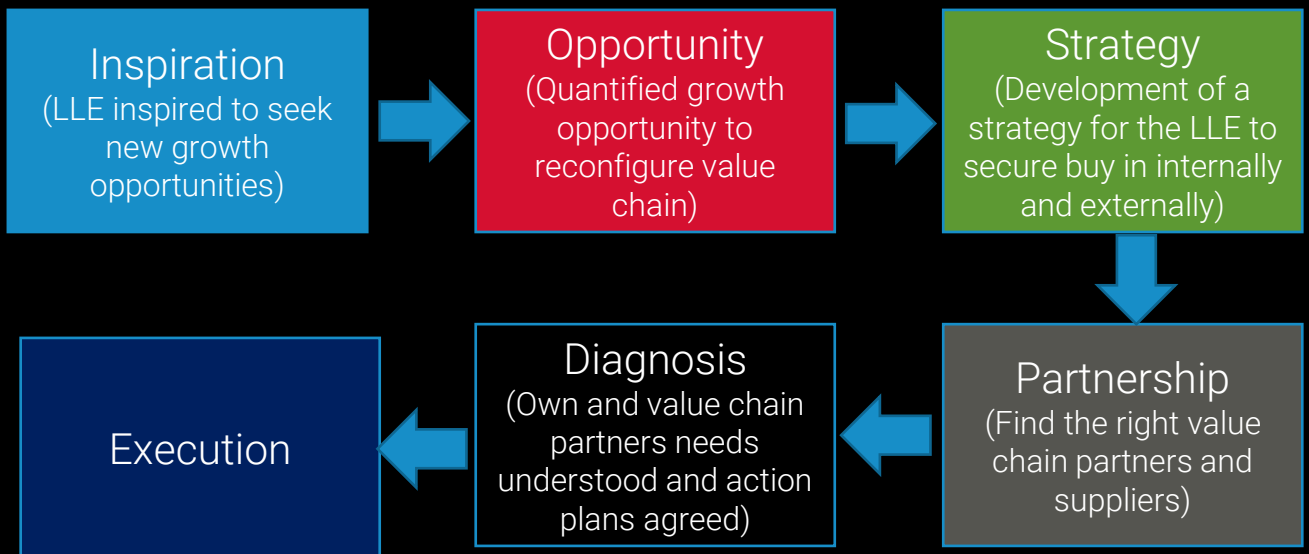 Inspiration
(LLE inspired to seek
new growth
opportunities)
Opportunity
(Quantified growth
opportunity to
reconfigure value
chain)
Strategy
(Development of a
strategy for the LLE to
secure buy in internally
and externally)
Partnership
(Find the right value
chain partners and
suppliers)
Diagnosis
(Own and value chain
partners needs
understood and action
plans agreed)
Execution